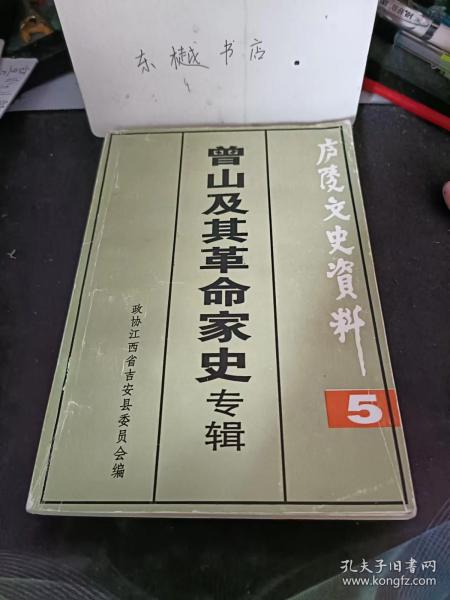 东樾书店
庐陵文史資料
5
曾山及其革命家史专辑
政协江西省吉安县委员会编
孔夫子旧书网
www.kongfz.com